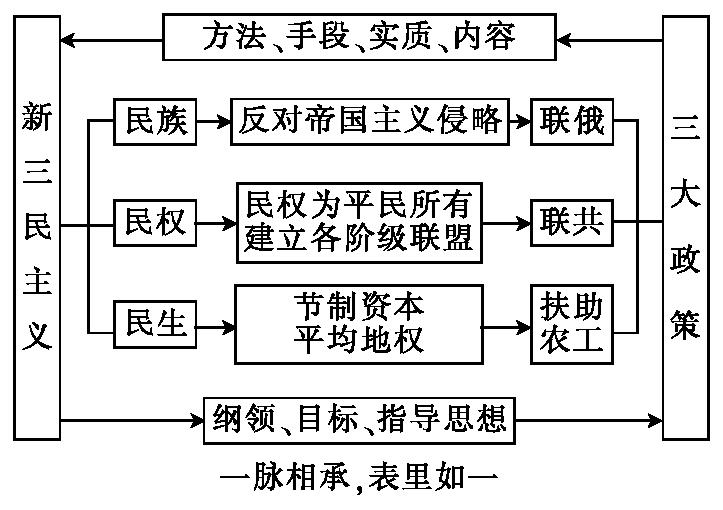 方法、手段、实质、内容
新三民主义
民族
反对帝国主义侵略
联俄
民权
民权为平民所有
建立各阶级联盟
联共
民生
节制资本
平均地权
扶助
农工
三大政策
纲领、目标、指导思想
一脉相承,表里如一